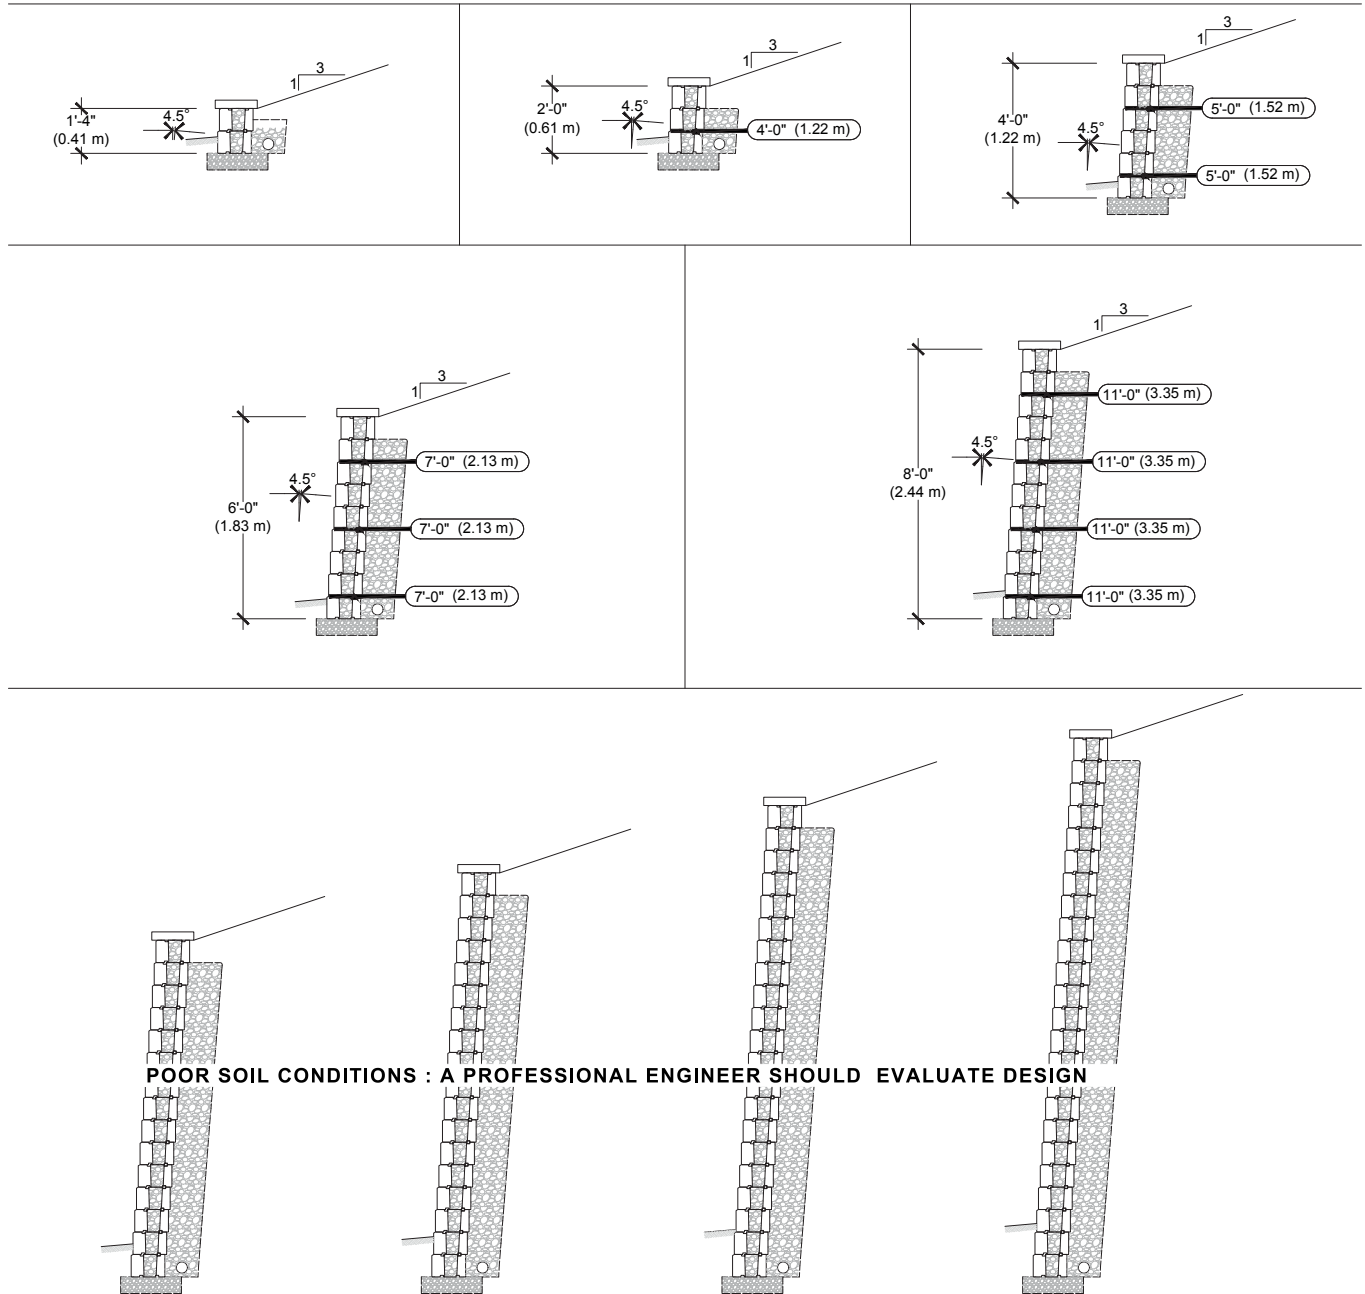 3
1
1'-4"
(0.41 m)
4.5°
3
1
2'-0"
(0.61 m)
4.5°
4'-0" (1.22 m)
3
1
4'-0"
(1.22 m)
4.5°
5'-0" (1.52 m)
5'-0" (1.52 m)
3
1
6'-0"
(1.83 m)
4.5°
7'-0" (2.13 m)
7'-0" (2.13 m)
7'-0" (2.13 m)
3
1
8'-0"
(2.44 m)
4.5°
11'-0" (3.35 m)
11'-0" (3.35 m)
11'-0" (3.35 m)
11'-0" (3.35 m)
POOR SOIL CONDITIONS : A PROFESSIONAL ENGINEER SHOULD EVALUATE DESIGN